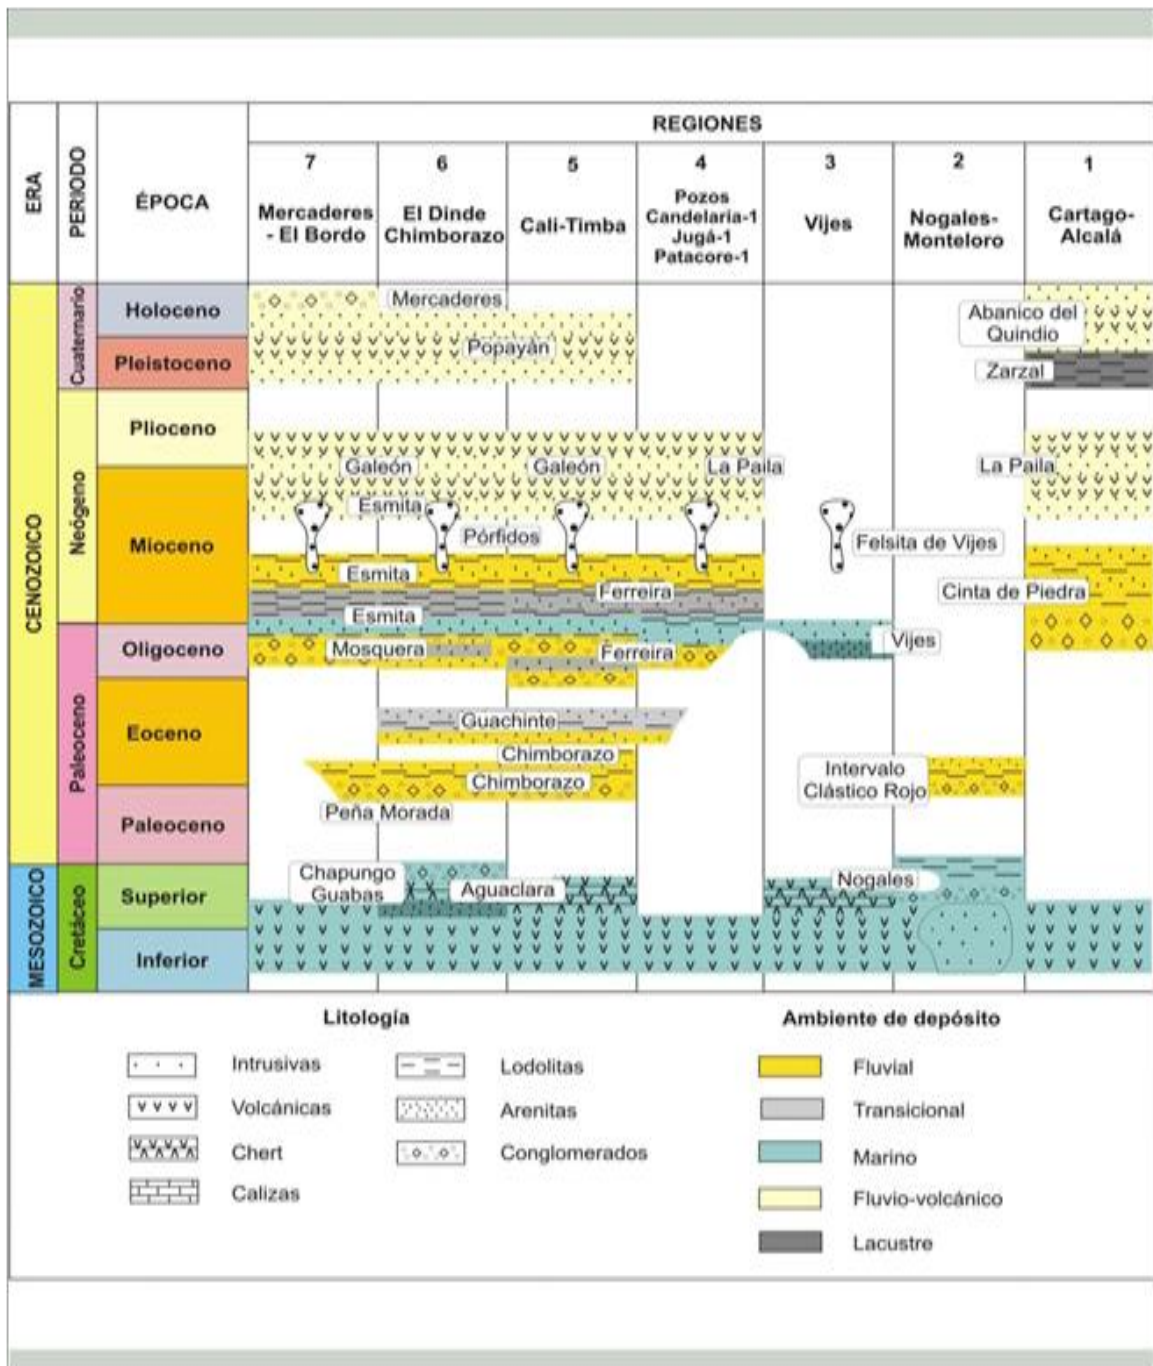 REGIONES
ERA
PERIODO
ÉPOCA
7
Mercaderes
- El Bordo
6
El Dinde
Chimborazo
5
Cali-Timba
4
Pozos
Candelaria-1
Jugá-1
Patacore-1
3
Vijes
2
Nogales-
Monteloro
1
Cartago-
Alcalá
CENOZOICO
MESOZOICO
Cuaternario
Neógeno
Paleoceno
Cretáceo
Holoceno
Pleistoceno
Plioceno
Mioceno
Oligoceno
Eoceno
Paleoceno
Superior
Inferior
Mercaderes
Popayán
Abanico del
Quindio
Zarzal
Galeón
Galeón
La Paila
La Paila
Esmita
Pórfidos
Felsita de Vijes
Esmita
Ferreira
Cinta de Piedra
Esmita
Mosquera
Ferreira
Vijes
Guachinte
Chimborazo
Chimborazo
Intervalo
Clástico Rojo
Peña Morada
Chapungo
Guabas
Aguaclara
Nogales
Litología
Intrusivas
Volcánicas
Chert
Calizas
Lodolitas
Arenitas
Conglomerados
Ambiente de depósito
Fluvial
Transicional
Marino
Fluvio-volcánico
Lacustre